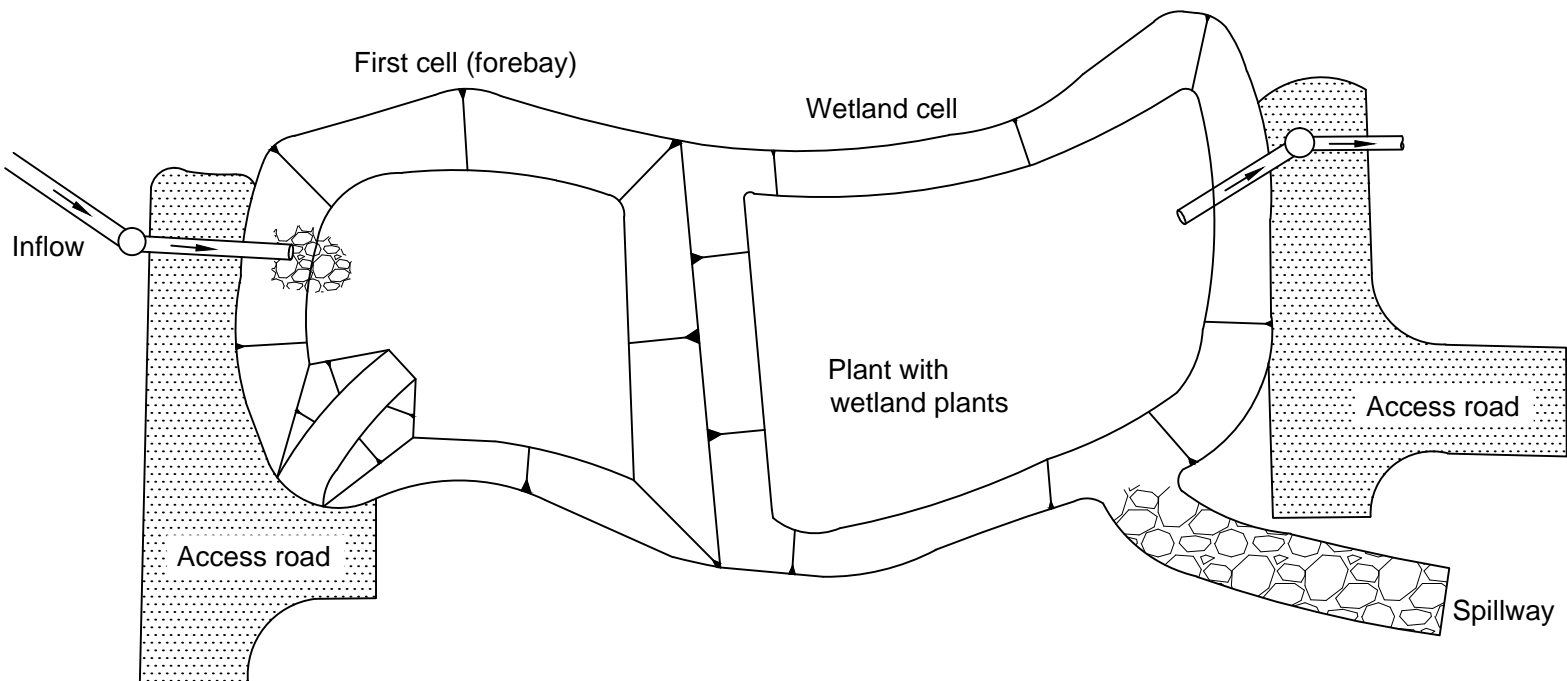 First cell (forebay)
Wetland cell
Inflow
Plant with
wetland plants
Access road
Access road
Spillway